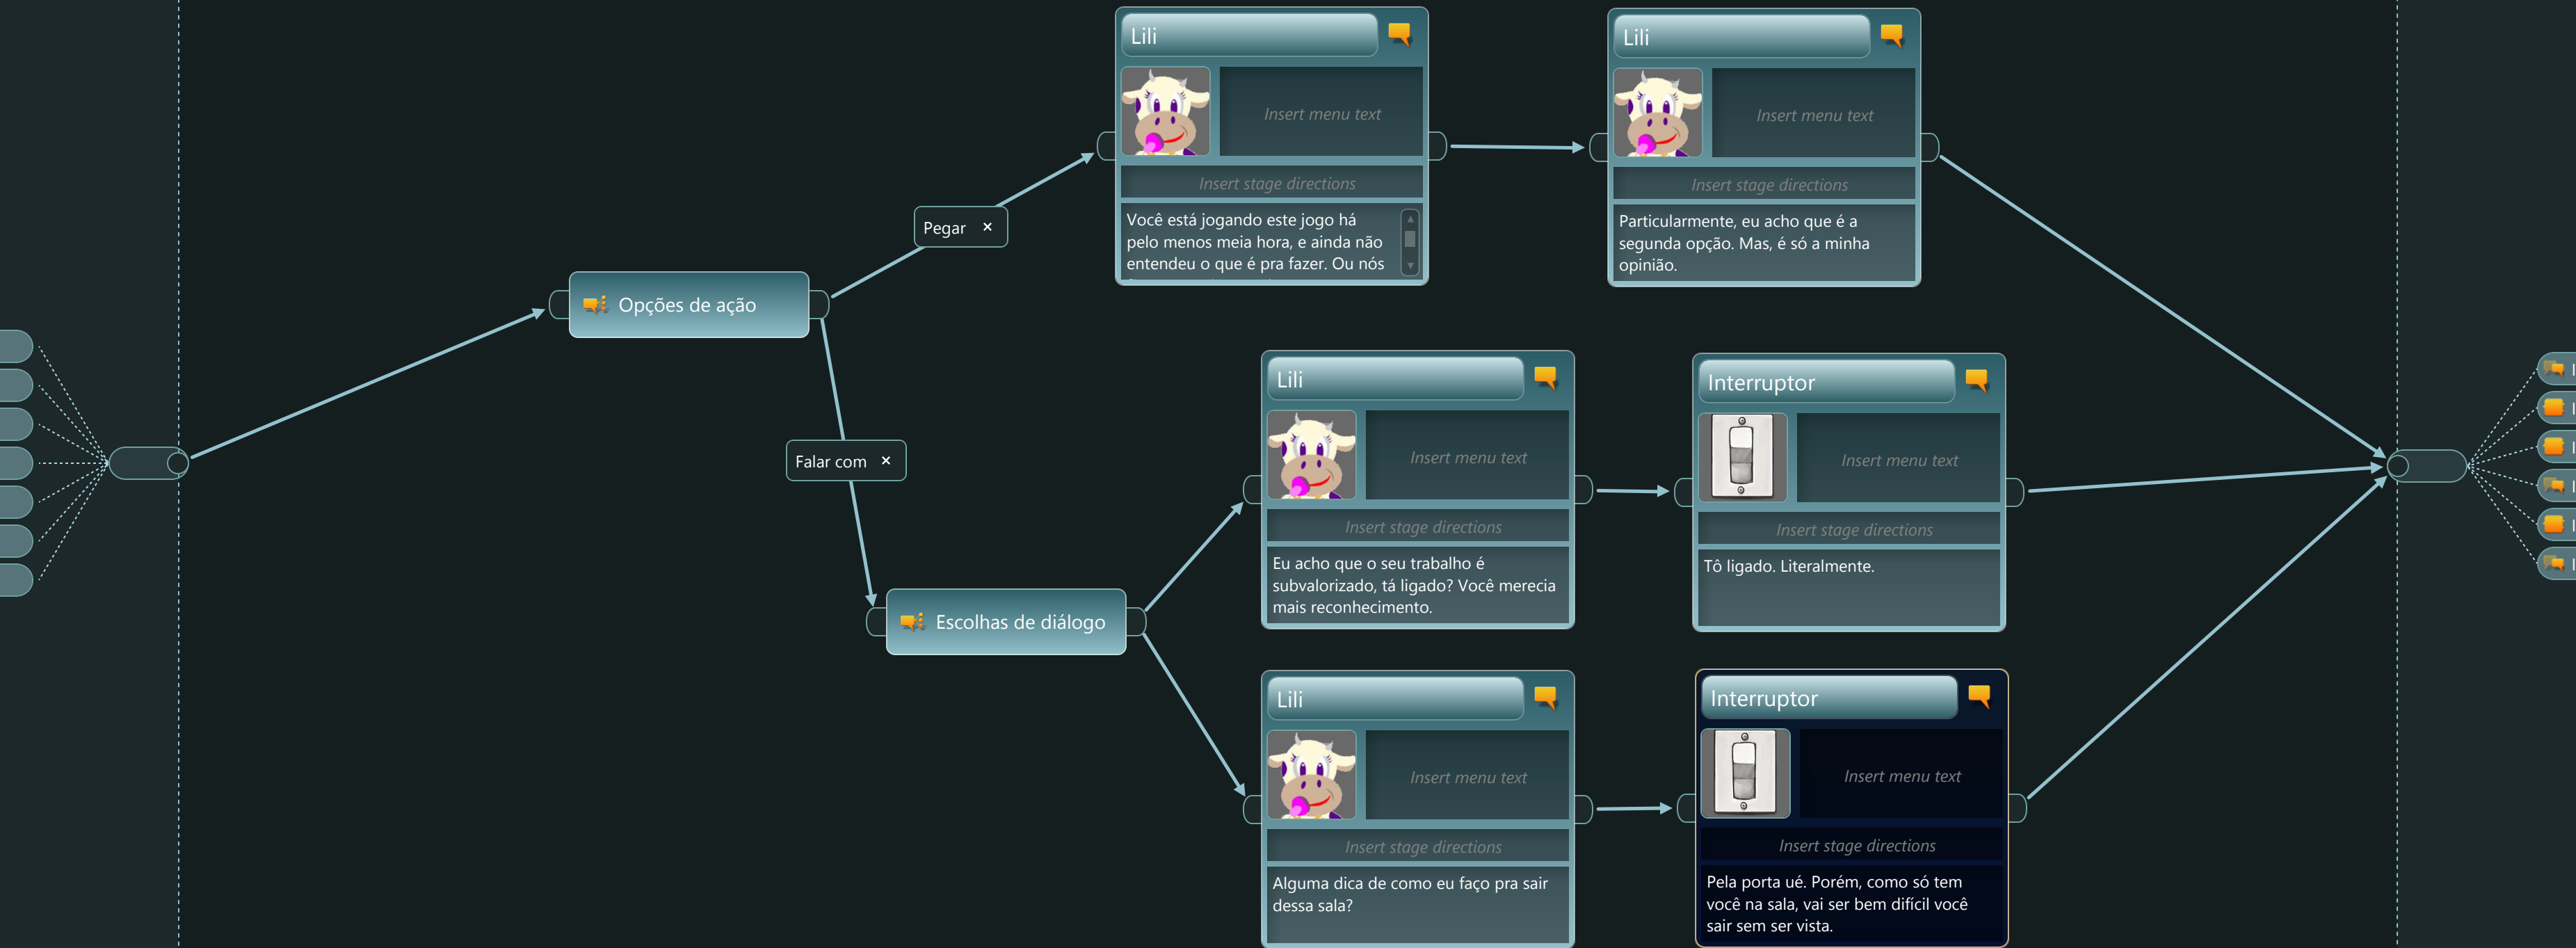 Lili
Insert menu text
Insert stage directions
Você está jogando este jogo há
pelo menos meia hora, e ainda não
entendeu o que é pra fazer. Ou nós
Lili
Insert menu text
Insert stage directions
Particularmente, eu acho que é a
segunda opção. Mas, é só a minha
opinião.
Pegar ×
Opções de ação
Falar com ×
Escolhas de diálogo
Lili
Insert menu text
Insert stage directions
Eu acho que o seu trabalho é
subvalorizado, tá ligado? Você merecia
mais reconhecimento.
Interruptor
Insert menu text
Insert stage directions
Tô ligado. Literalmente.
Lili
Insert menu text
Insert stage directions
Alguma dica de como eu faço pra sair
dessa sala?
Interruptor
Insert menu text
Insert stage directions
Pela porta ué. Porém, como só tem
você na sala, vai ser bem difícil você
sair sem ser vista.